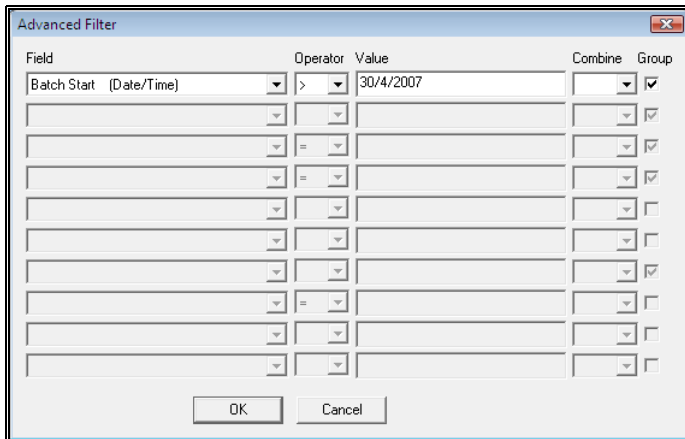 Advanced Filter
Field Operator Value Combine Group
Batch Start (Date/Time) > 30/4/2007
=
=
=
OK Cancel